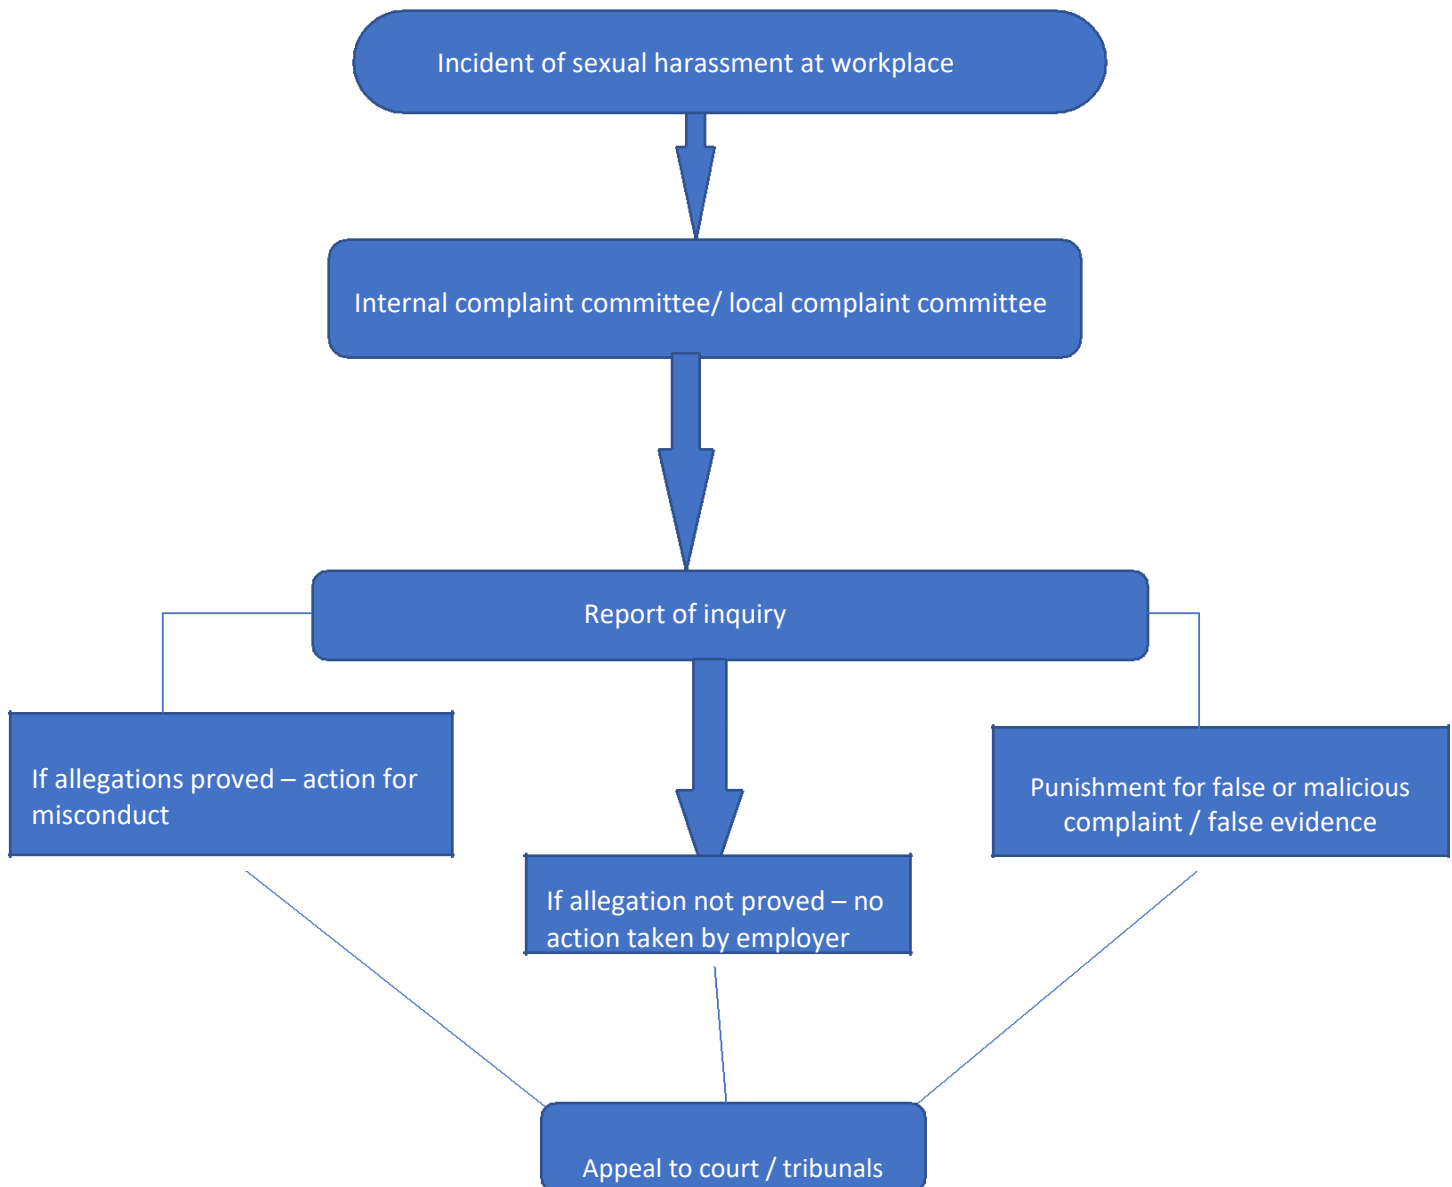 Incident of sexual harassment at workplace
Internal complaint committee/ local complaint committee
Report of inquiry
If allegations proved – action for
misconduct
If allegation not proved – no
action taken by employer
Punishment for false or malicious
complaint / false evidence
Appeal to court / tribunals